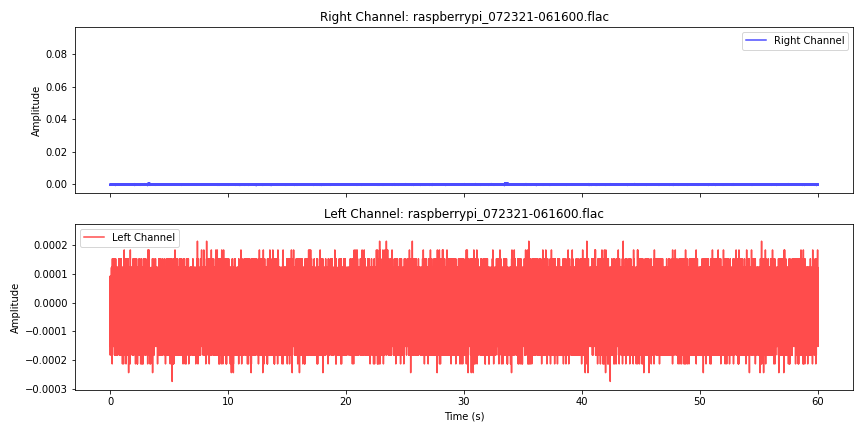 Right Channel: raspberrypi_072321-061600.flac
Right Channel
Amplitude
0.08
0.06
0.04
0.02
0.00
Left Channel: raspberrypi_072321-061600.flac
Left Channel
Amplitude
0.0002
0.0001
0.0000
−0.0001
−0.0002
−0.0003
0 10 20 30 40 50 60
Time (s)